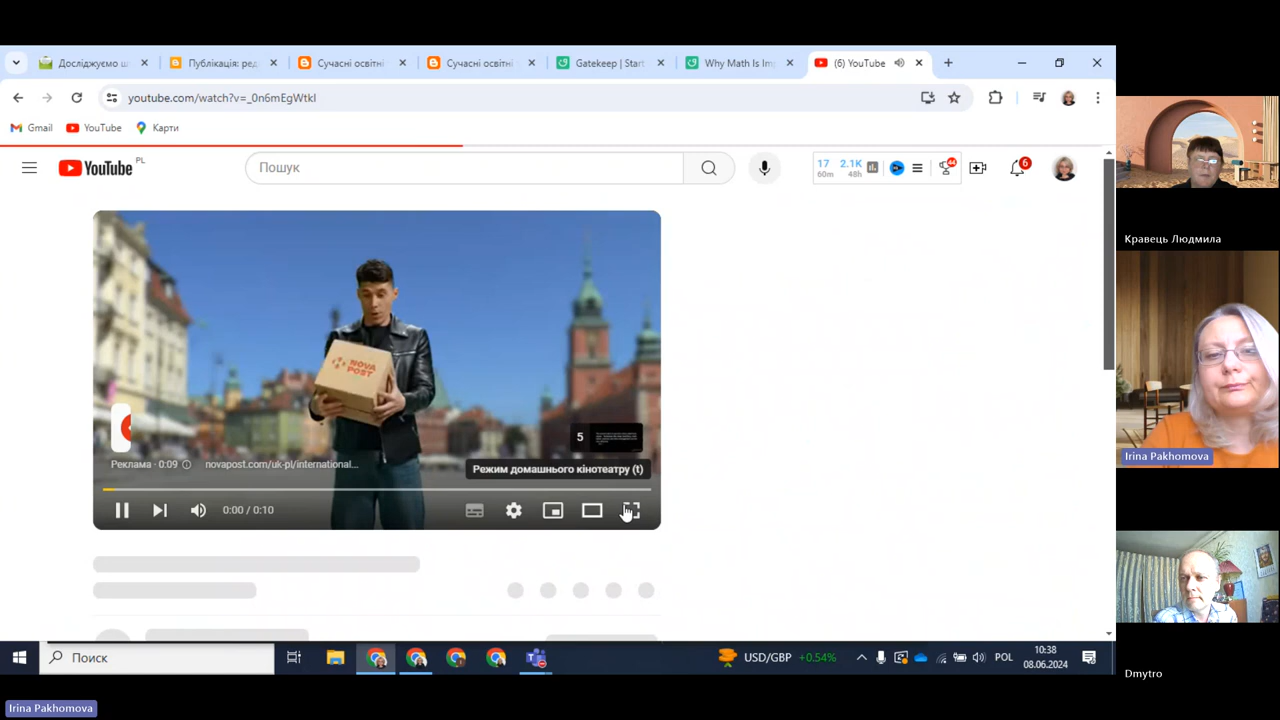 Досліджуємо ш
Публікація: ред
Сучасні освітні
Сучасні освітні
Gatekeep | Start
Why Math Is Im
(6) YouTube
youtube.com/watch?v=_0n6mEgWtkI
Gmail
YouTube
Карти
YouTube PL
Пошук
17 2.1K
60m 48h
44
6
NOVA
POST
5
Реклама · 0:09
novapost.com/uk-pl/international...
Режим домашнього кінотеатру (t)
0:00 / 0:10
Поиск
USD/GBP +0.54%
POL
10:38
08.06.2024
Кравець Людмила
Irina Pakhomova
Dmytro
Irina Pakhomova